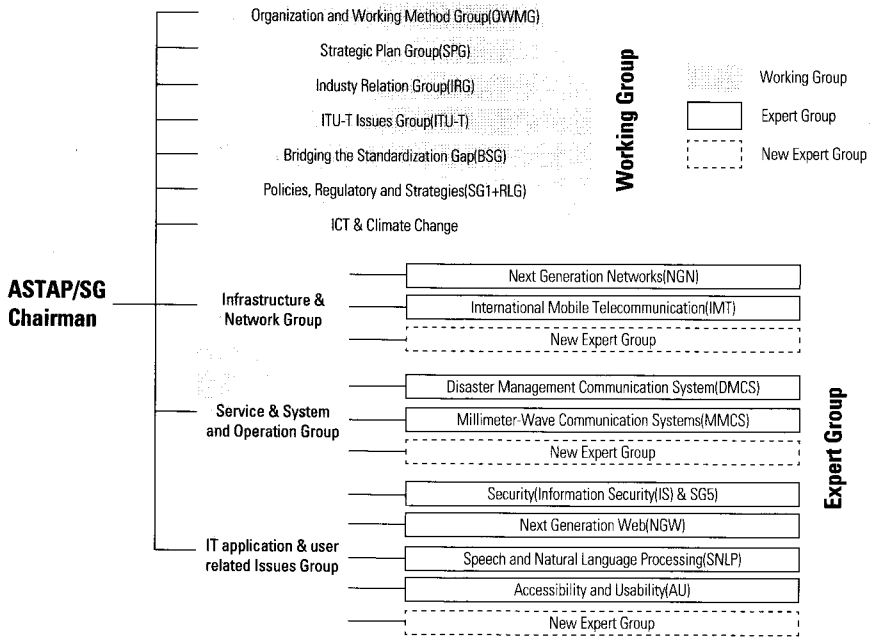 Organization and Working Method Group(OWMG)
Strategic Plan Group(SPG)
Industy Relation Group(IRG)
ITU-T Issues Group(ITU-T)
Bridging the Standardization Gap(BSG)
Policies, Regulatory and Strategies(SG1+RLG)
ICT & Climate Change
Working Group
Working Group
Expert Group
New Expert Group
ASTAP/SG
Chairman
Infrastructure &
Network Group
Next Generation Networks(NGN)
International Mobile Telecommunication(IMT)
New Expert Group
Service & System
and Operation Group
Disaster Management Communication System(DMCS)
Millimeter-Wave Communication Systems(MMCS)
New Expert Group
IT application & user
related Issues Group
Security(Information Security(IS) & SG5)
Next Generation Web(NGW)
Speech and Natural Language Processing(SNLP)
Accessibility and Usability(AU)
New Expert Group
Expert Group